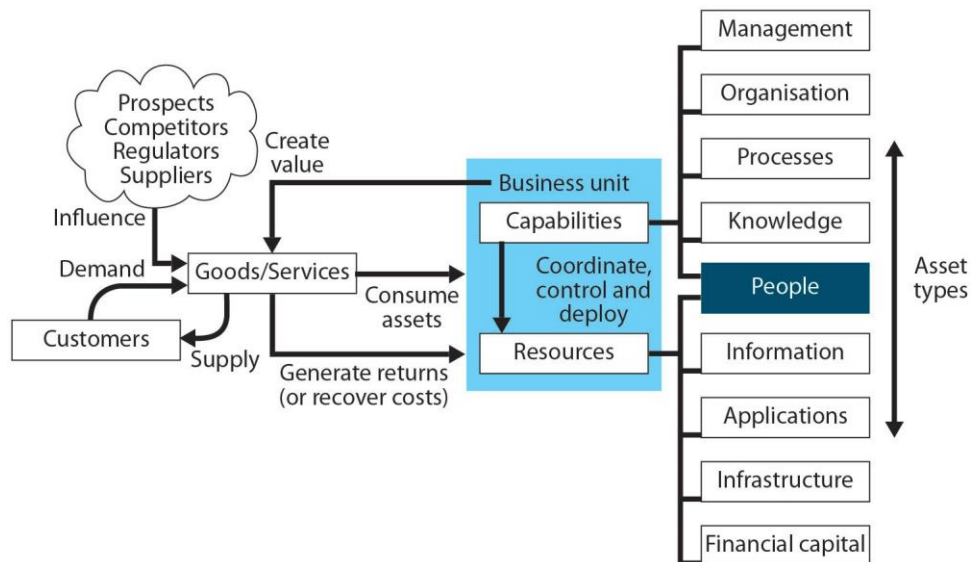 Prospects
Competitors
Regulators
Suppliers
Influence
Create
value
Demand
Goods/Services
Customers
Supply
Consume
assets
Generate returns
(or recover costs)
Business unit
Capabilities
Coordinate,
control and
deploy
Resources
Management
Organisation
Processes
Knowledge
People
Information
Applications
Infrastructure
Financial capital
Asset
types